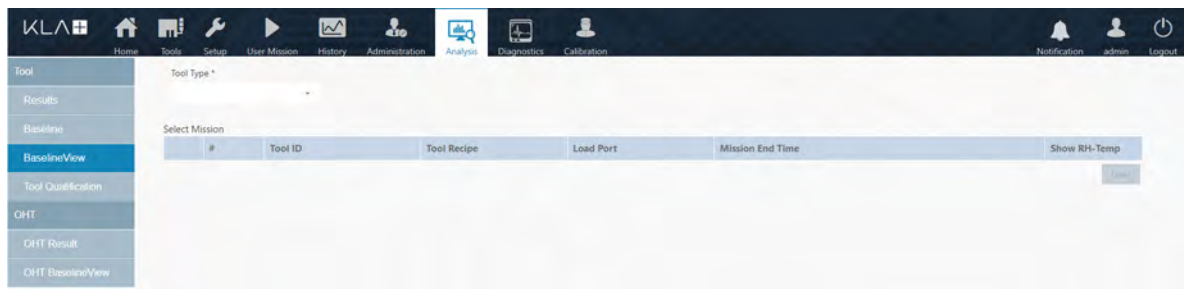 KLA
Home Tools Setup User Mission History Administration Analysis Diagnostics Calibration Notification admin Logout
Tool
Results
Baseline
BaselineView
Tool Qualification
OHT
OHT Result
OHT BaselineView
Tool Type *
Select Mission
# Tool ID Tool Recipe Load Port Mission End Time Show RH-Temp